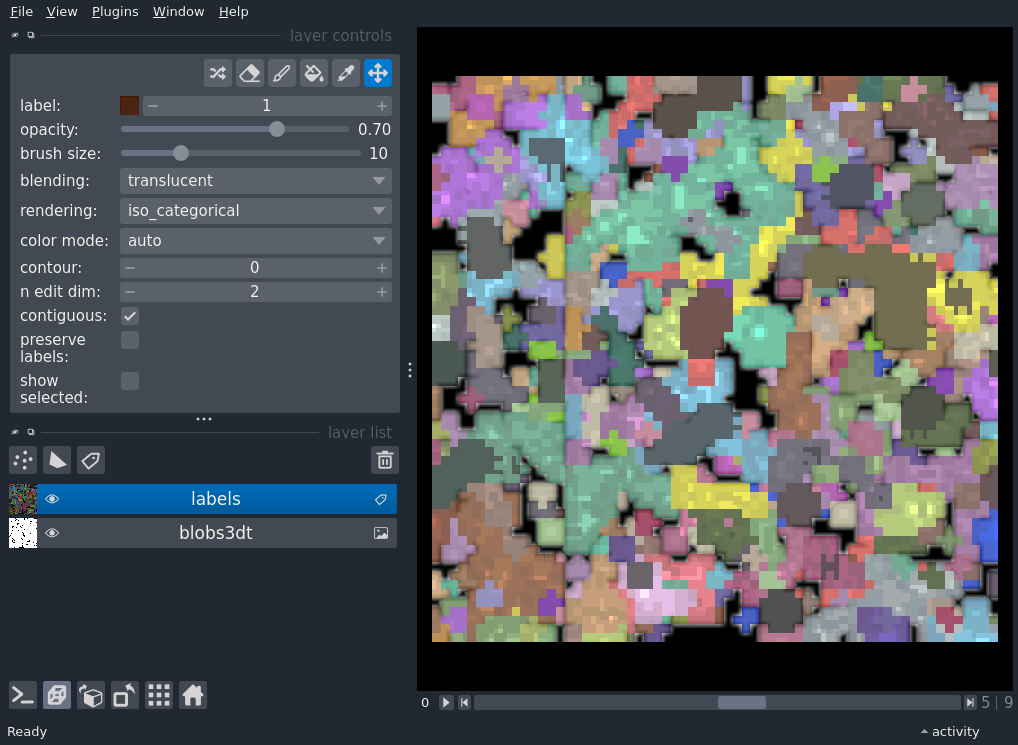 File View Plugins Window Help
layer controls
label: 1
opacity: 0.70
brush size: 10
blending: translucent
rendering: iso_categorical
color mode: auto
contour: 0
n edit dim: 2
contiguous:
preserve
labels:
show
selected:
layer list
labels
blobs3dt
0 5 | 9
Ready activity